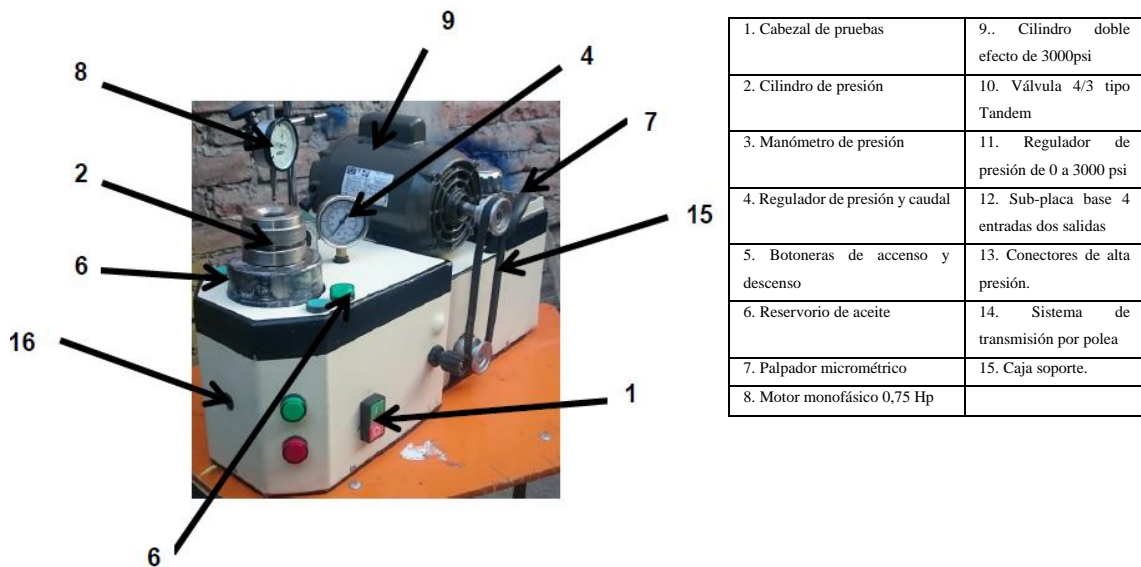 9
8
4
7
2
15
6
16
1
6
1. Cabezal de pruebas
2. Cilindro de presión
3. Manómetro de presión
4. Regulador de presión y caudal
5. Botoneras de accenso y
descenso
6. Reservorio de aceite
7. Palpador micrométrico
8. Motor monofásico 0,75 Hp
9.. Cilindro doble
efecto de 3000psi
10. Válvula 4/3 tipo
Tandem
11. Regulador de
presión de 0 a 3000 psi
12. Sub-placa base 4
entradas dos salidas
13. Conectores de alta
presión.
14. Sistema de
transmisión por polea
15. Caja soporte.